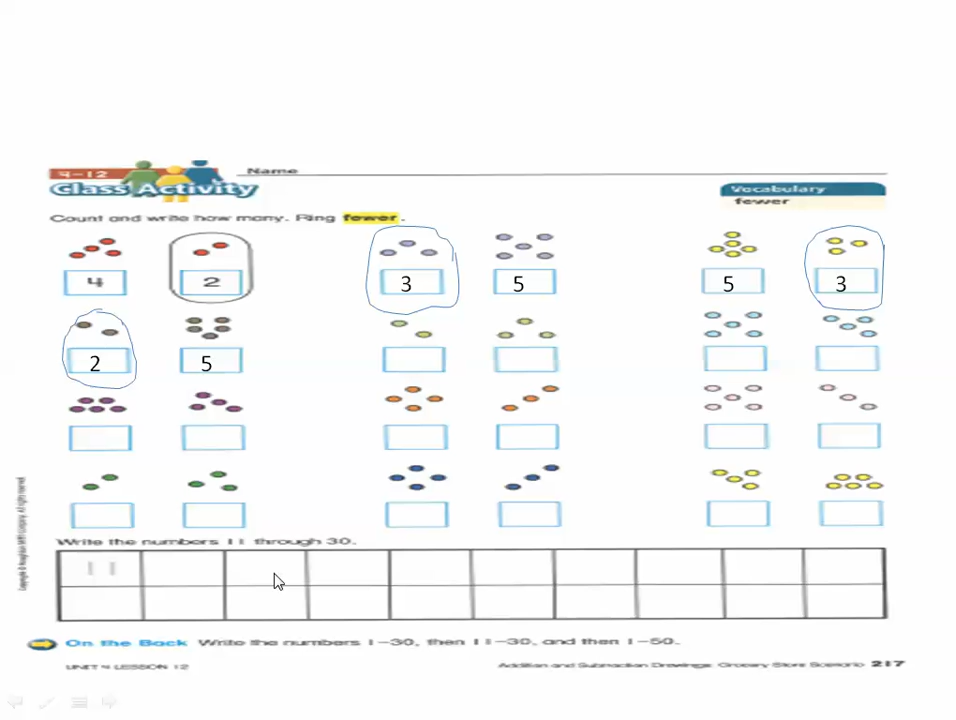 4-12
Name
Class Activity
Vocabulary
fewer
Count and write how many. Ring fewer.
4 2 3 5 5 3
2 5
Write the numbers 11 through 30.
11
On the Back Write the numbers 1-30, then 11-30, and then 1-50.
UNIT 4 LESSON 12
Addition and Subtraction Drawings: Grocery Store Scenario 217